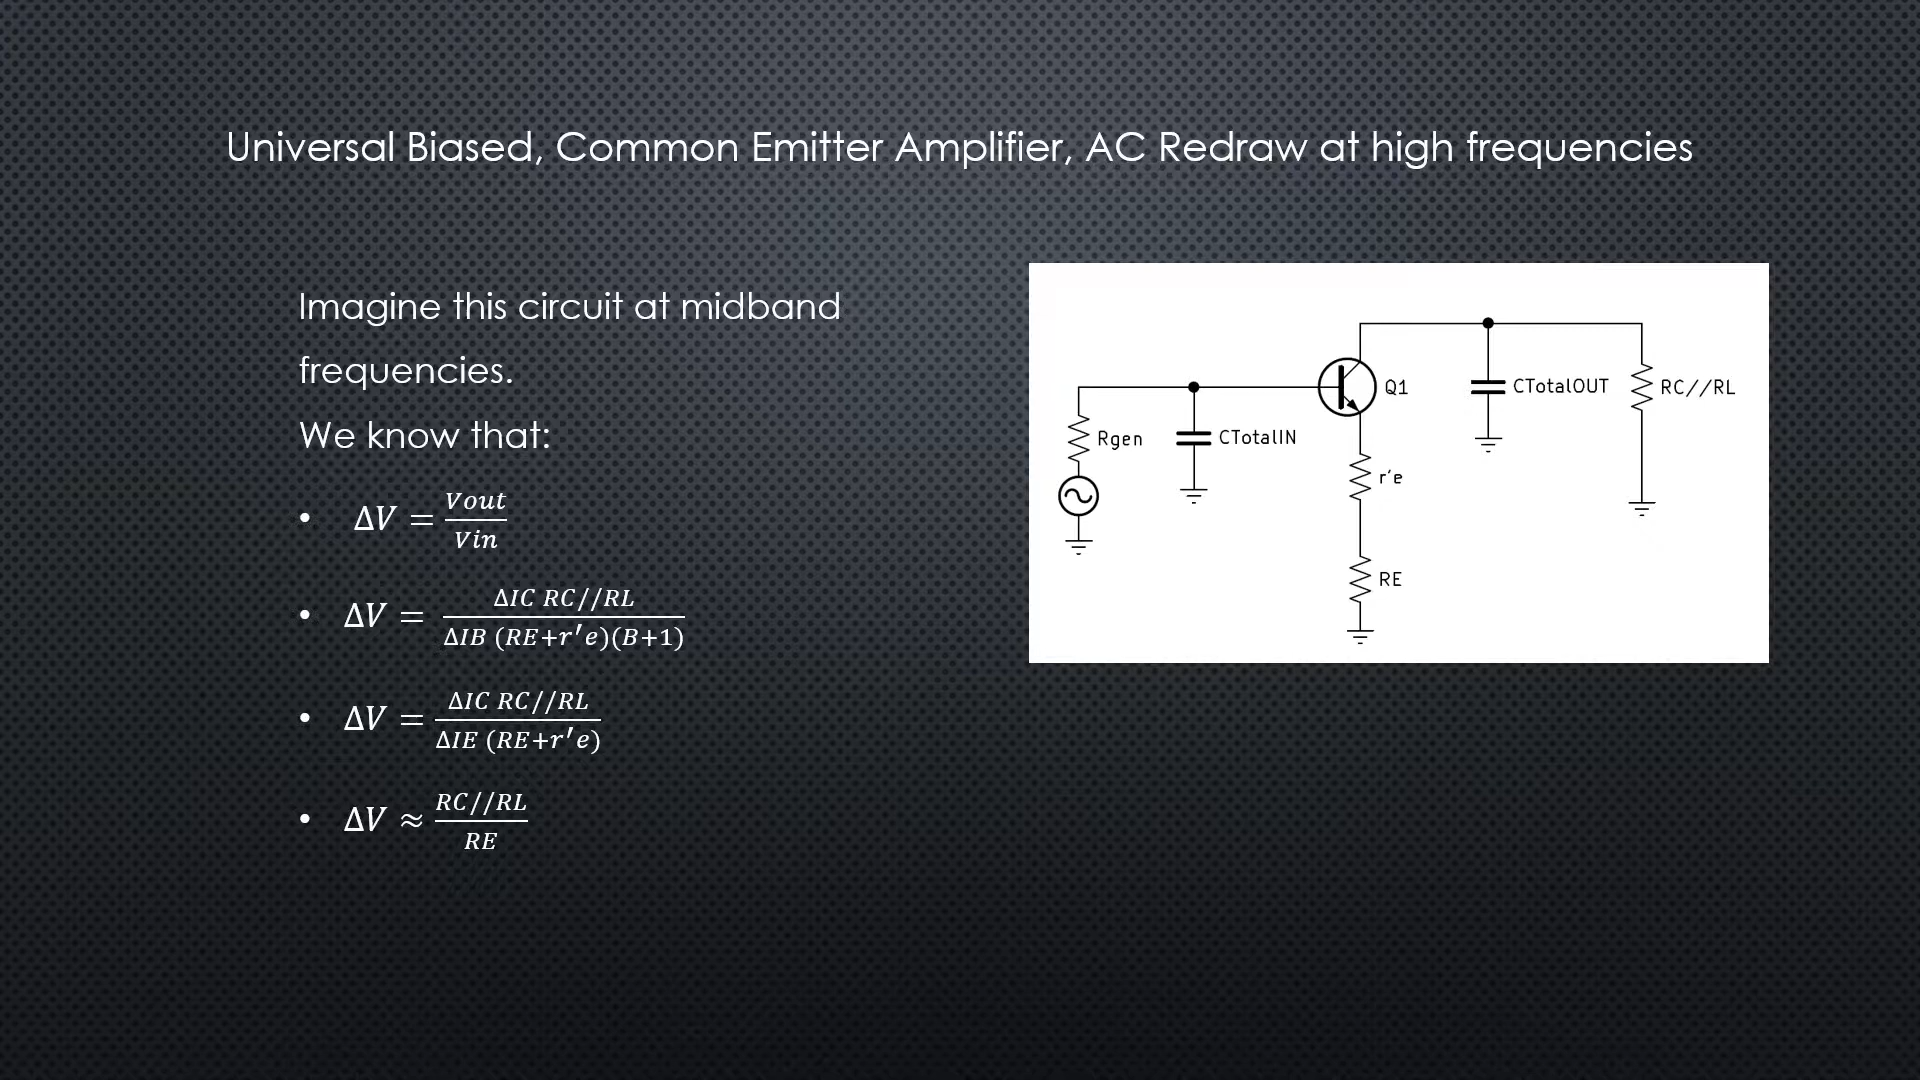 Universal Biased, Common Emitter Amplifier, AC Redraw at high frequencies
Imagine this circuit at midband
frequencies.
We know that:
• ΔV = Vout / Vin
• ΔV = ΔIC RC//RL / ΔIB (RE+r′e)(B+1)
• ΔV = ΔIC RC//RL / ΔIE (RE+r′e)
• ΔV ≈ RC//RL / RE
Q1
CTotalOUT
RC//RL
Rgen
CTotalIN
r′e
RE